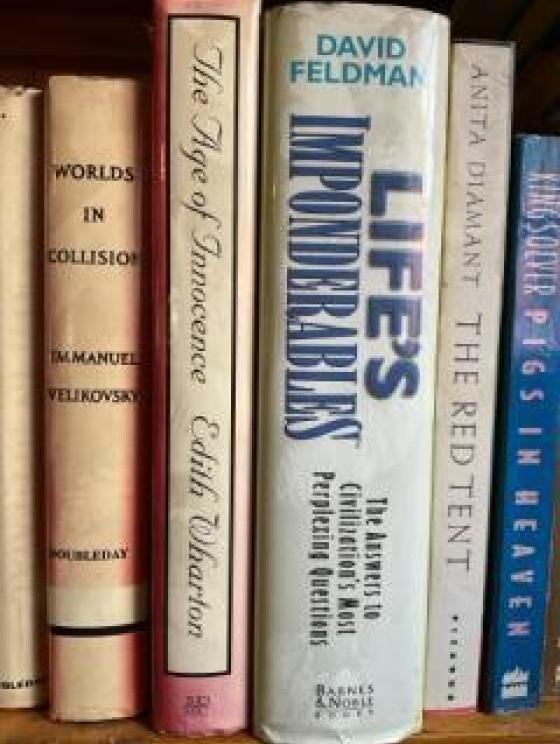 WORLDS
IN
COLLISION
IMMANUEL
VELIKOVSKY
DOUBLEDAY
The Age of Innocence Edith Wharton
DAVID
FELDMAN
LIFE'S
IMPONDERABLES
The Answers to
Civilization's Most
Perplexing Questions
BARNES
& NOBLE
BOOKS
ANITA DIAMANT THE RED TENT
KINGSOLVER PIGS IN HEAVEN